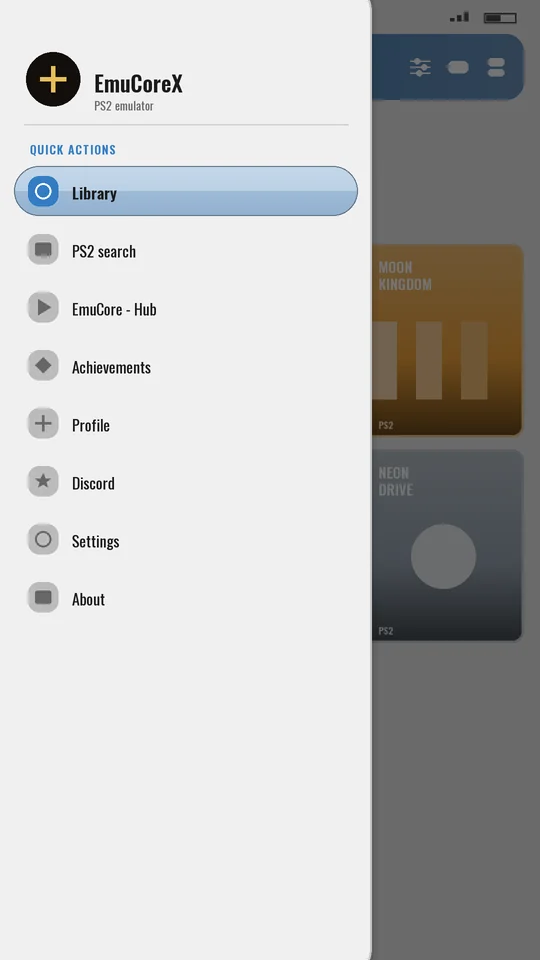 EmuCoreX
PS2 emulator
QUICK ACTIONS
Library
PS2 search
EmuCore - Hub
Achievements
Profile
Discord
Settings
About
MOON
KINGDOM
PS2
NEON
DRIVE
PS2